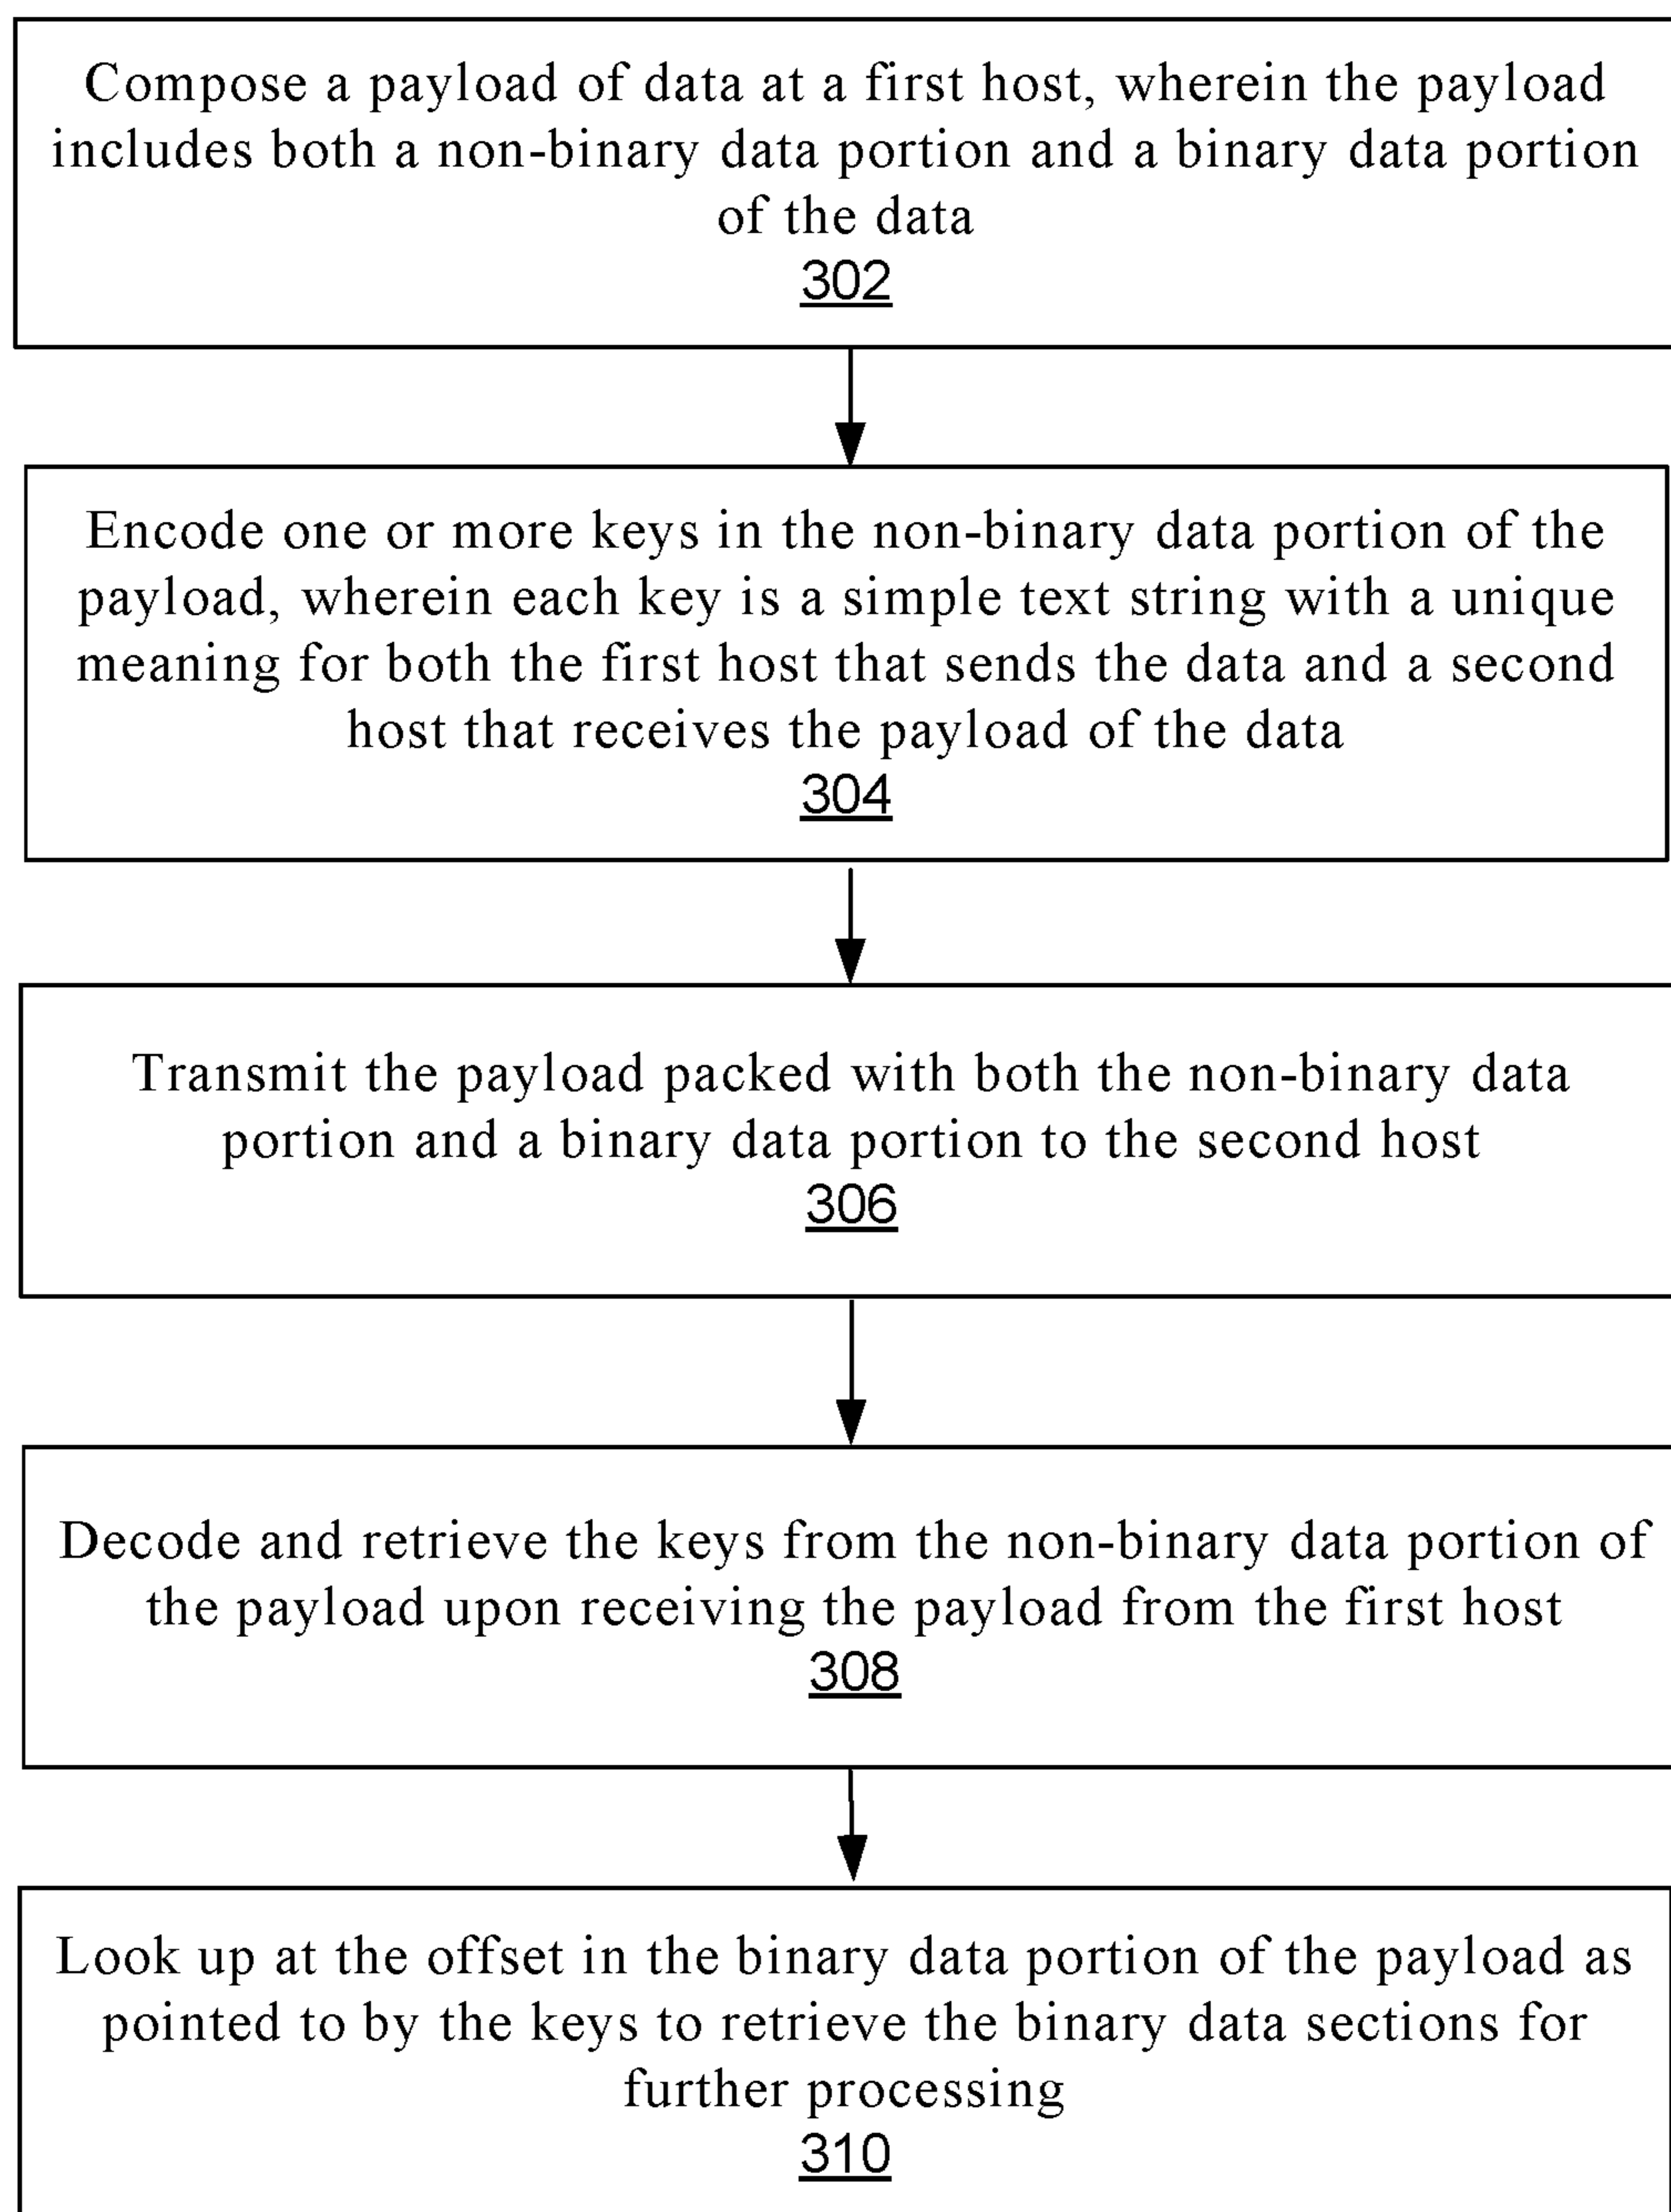 Compose a payload of data at a first host, wherein the payload
includes both a non-binary data portion and a binary data portion
of the data
302
Encode one or more keys in the non-binary data portion of the
payload, wherein each key is a simple text string with a unique
meaning for both the first host that sends the data and a second
host that receives the payload of the data
304
Transmit the payload packed with both the non-binary data
portion and a binary data portion to the second host
306
Decode and retrieve the keys from the non-binary data portion of
the payload upon receiving the payload from the first host
308
Look up at the offset in the binary data portion of the payload as
pointed to by the keys to retrieve the binary data sections for
further processing
310